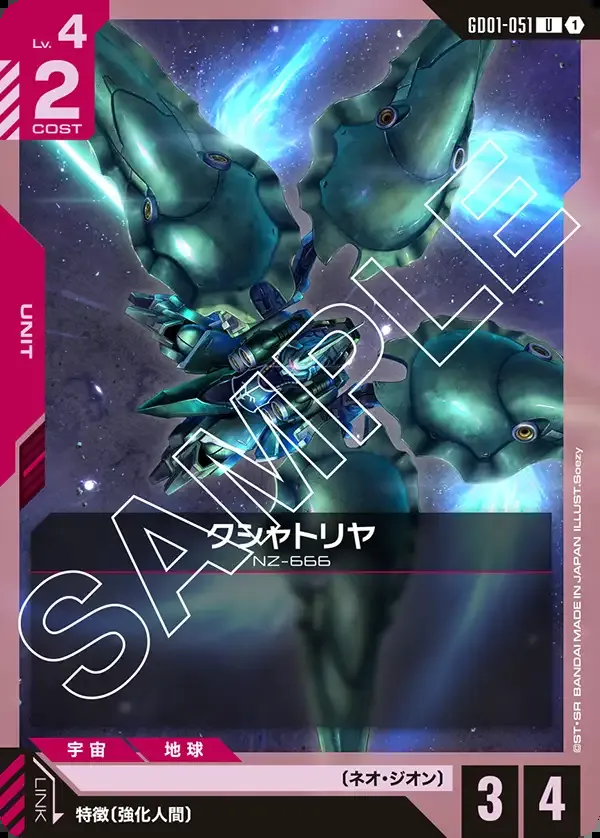 Lv. 4
GD01-051 U 1
2
COST
UNIT
SAMPLE
クシャトリヤ
NZ-666
©ST・SR BANDAI MADE IN JAPAN ILLUST.Soezy
宇宙 地球
〔ネオ・ジオン〕
LINK
特徴〔強化人間〕
3 4